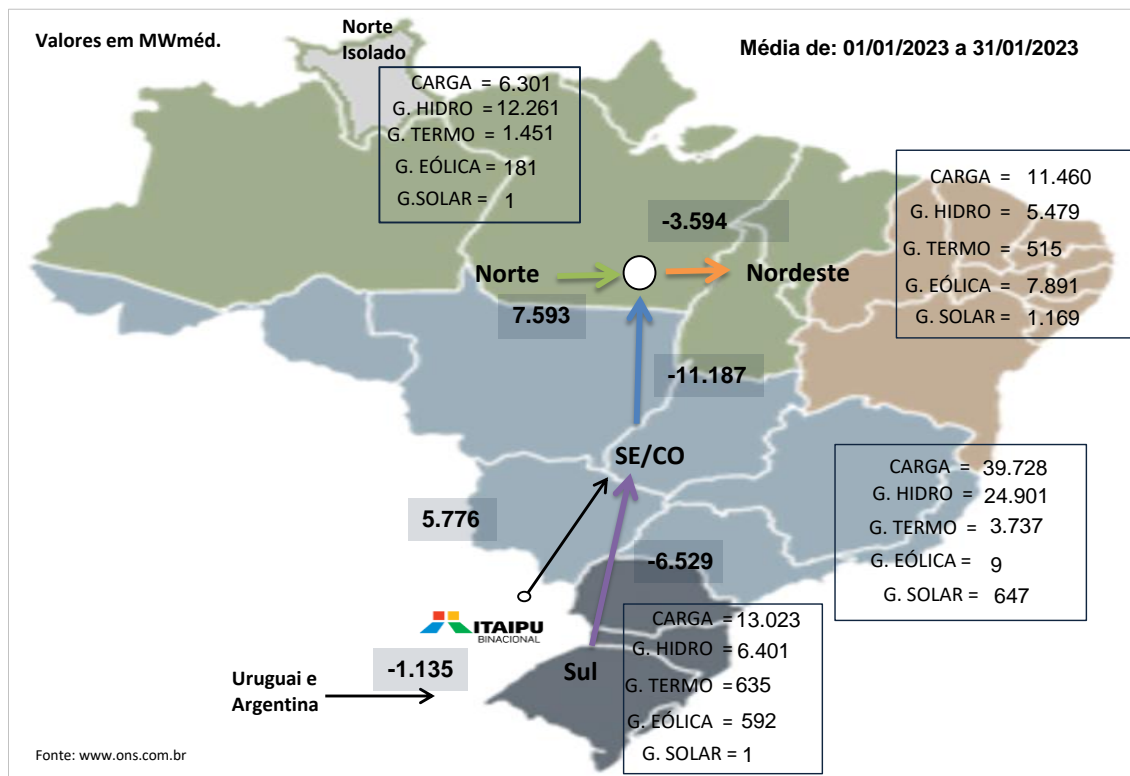 Valores em MWméd.
Norte
Isolado
Média de: 01/01/2023 a 31/01/2023
CARGA = 6.301
G. HIDRO = 12.261
G. TERMO = 1.451
G. EÓLICA = 181
G.SOLAR = 1
CARGA = 11.460
G. HIDRO = 5.479
G. TERMO = 515
G. EÓLICA = 7.891
G. SOLAR = 1.169
-3.594
Norte
Nordeste
7.593
-11.187
SE/CO
CARGA = 39.728
G. HIDRO = 24.901
G. TERMO = 3.737
G. EÓLICA = 9
G. SOLAR = 647
5.776
-6.529
ITAIPU
BINACIONAL
CARGA =13.023
G. HIDRO =6.401
G. TERMO =635
G. EÓLICA =592
G. SOLAR =1
-1.135
Sul
Uruguai e
Argentina
Fonte: www.ons.com.br